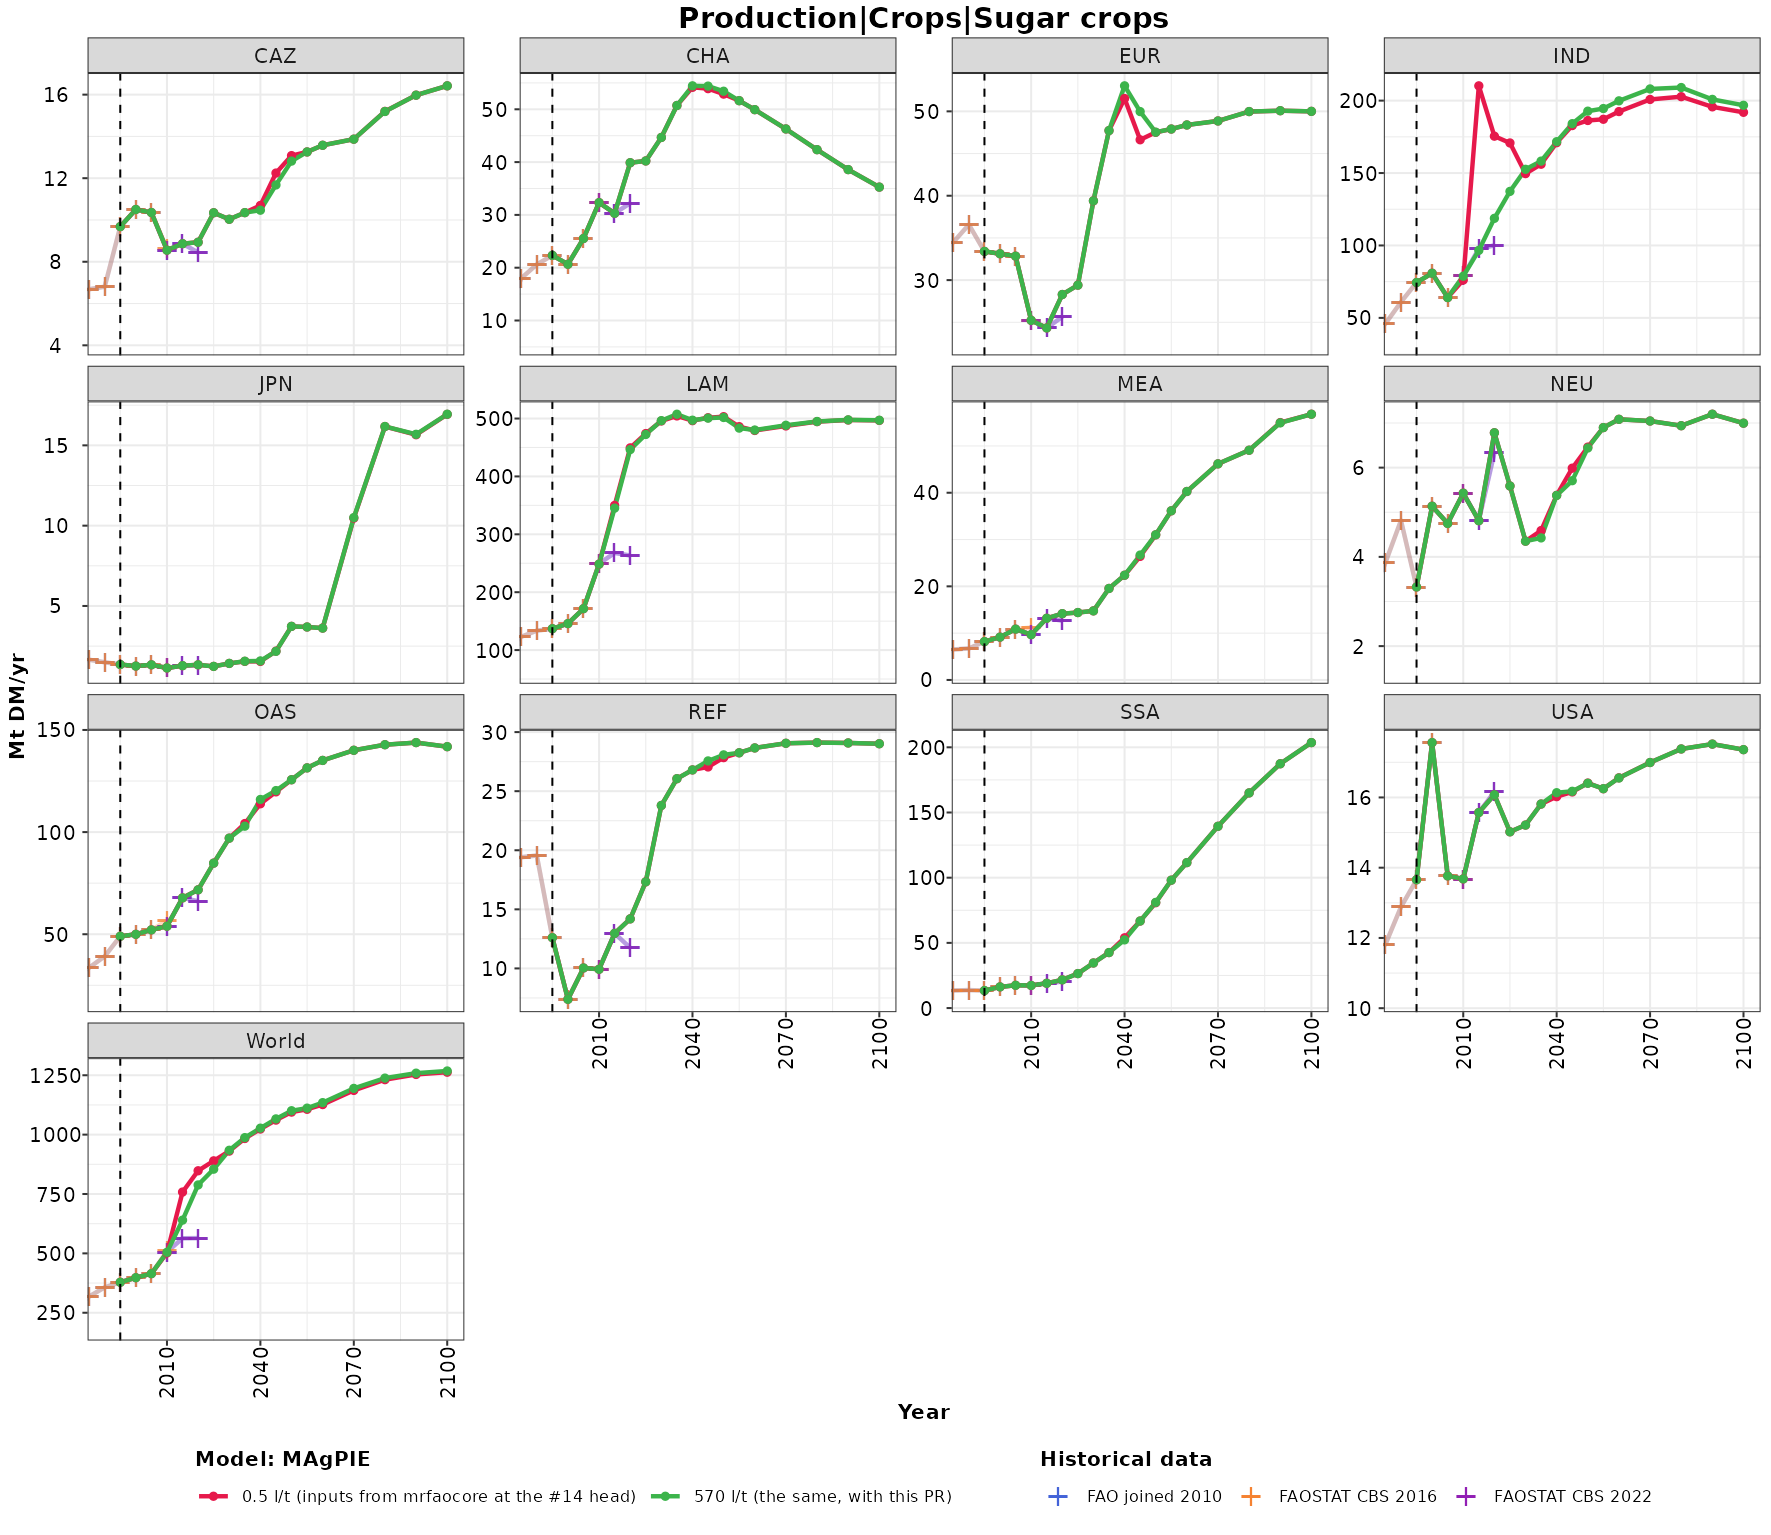 Production|Crops|Sugar crops
CAZ
CHA
EUR
IND
16
12
8
4
50
40
30
20
10
50
40
30
200
150
100
50
JPN
LAM
MEA
NEU
15
10
5
500
400
300
200
100
40
20
0
6
4
2
OAS
REF
SSA
USA
150
100
50
30
25
20
15
10
200
150
100
50
0
16
14
12
10
2010
2040
2070
2100
2010
2040
2070
2100
2010
2040
2070
2100
World
1250
1000
750
500
250
2010
2040
2070
2100
Mt DM/yr
Year
Model: MAgPIE
0.5 l/t (inputs from mrfaocore at the #14 head)
570 l/t (the same, with this PR)
Historical data
FAO joined 2010
FAOSTAT CBS 2016
FAOSTAT CBS 2022